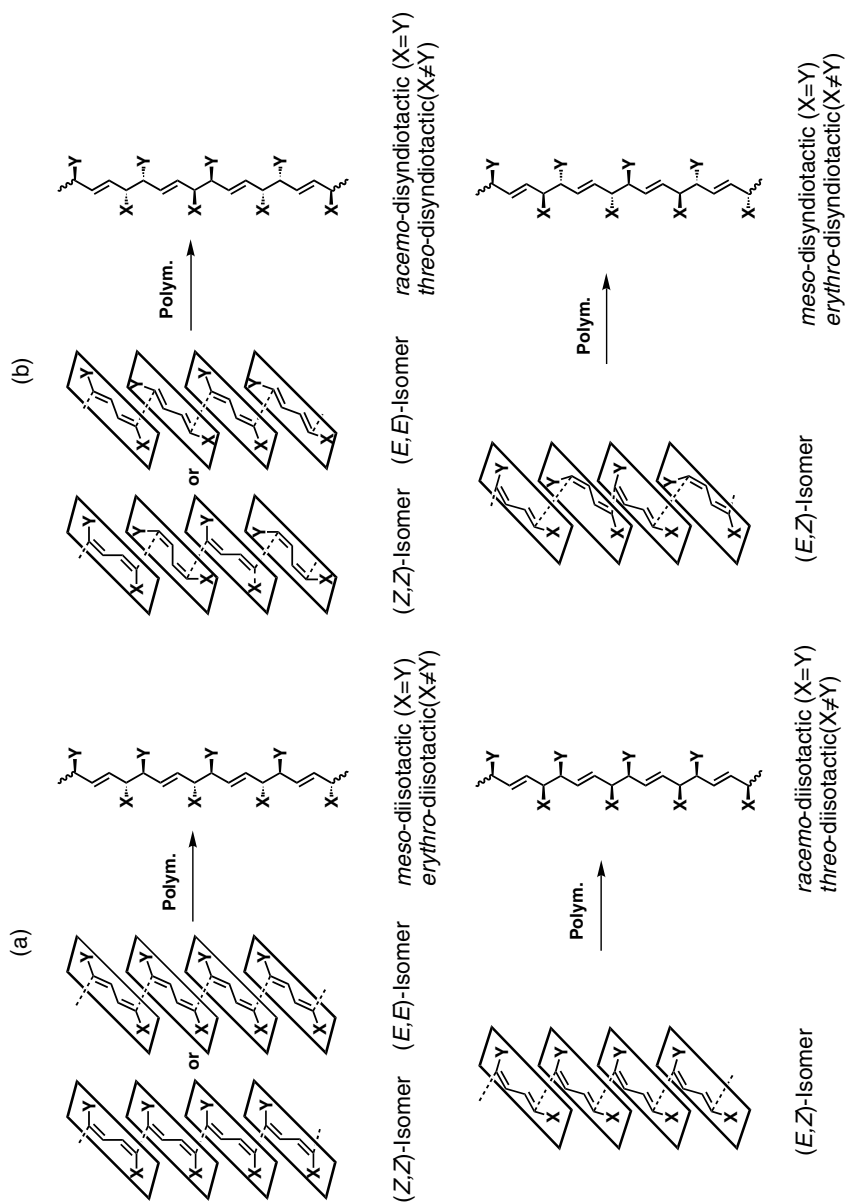 (a)
Y
X
Y
X
Y
X
Y
X
or
Y
X
Y
X
Y
X
Y
X
Polym.
Y
X
Y
X
Y
X
Y
X
(Z,Z)-Isomer
(E,E)-Isomer
meso-diisotactic (X=Y)
erythro-diisotactic(X≠Y)
Y
X
Y
X
Y
X
Y
X
Polym.
Y
X
Y
X
Y
X
Y
X
(E,Z)-Isomer
racemo-diisotactic (X=Y)
threo-diisotactic(X≠Y)
(b)
Y
X
Y
X
Y
X
Y
X
or
Y
X
Y
X
Y
X
Y
X
Polym.
Y
X
Y
X
Y
X
Y
X
(Z,Z)-Isomer
(E,E)-Isomer
racemo-disyndiotactic (X=Y)
threo-disyndiotactic(X≠Y)
Y
X
Y
X
Y
X
Y
X
Polym.
Y
X
Y
X
Y
X
Y
X
(E,Z)-Isomer
meso-disyndiotactic (X=Y)
erythro-disyndiotactic(X≠Y)